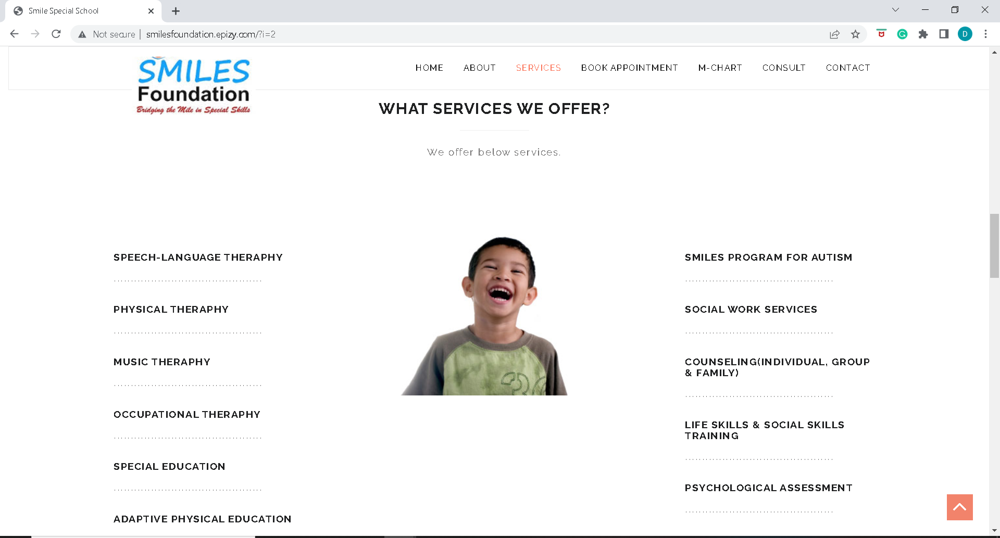 Smile Special School
Not secure
smilesfoundation.epizy.com/?i=2
D
SMILES
Foundation
Bridging the Mile in Special Skills
HOME ABOUT SERVICES BOOK APPOINTMENT M-CHART CONSULT CONTACT
WHAT SERVICES WE OFFER?
We offer below services.
SPEECH-LANGUAGE THERAPHY
PHYSICAL THERAPHY
MUSIC THERAPHY
OCCUPATIONAL THERAPHY
SPECIAL EDUCATION
ADAPTIVE PHYSICAL EDUCATION
SMILES PROGRAM FOR AUTISM
SOCIAL WORK SERVICES
COUNSELING(INDIVIDUAL, GROUP
& FAMILY)
LIFE SKILLS & SOCIAL SKILLS
TRAINING
PSYCHOLOGICAL ASSESSMENT